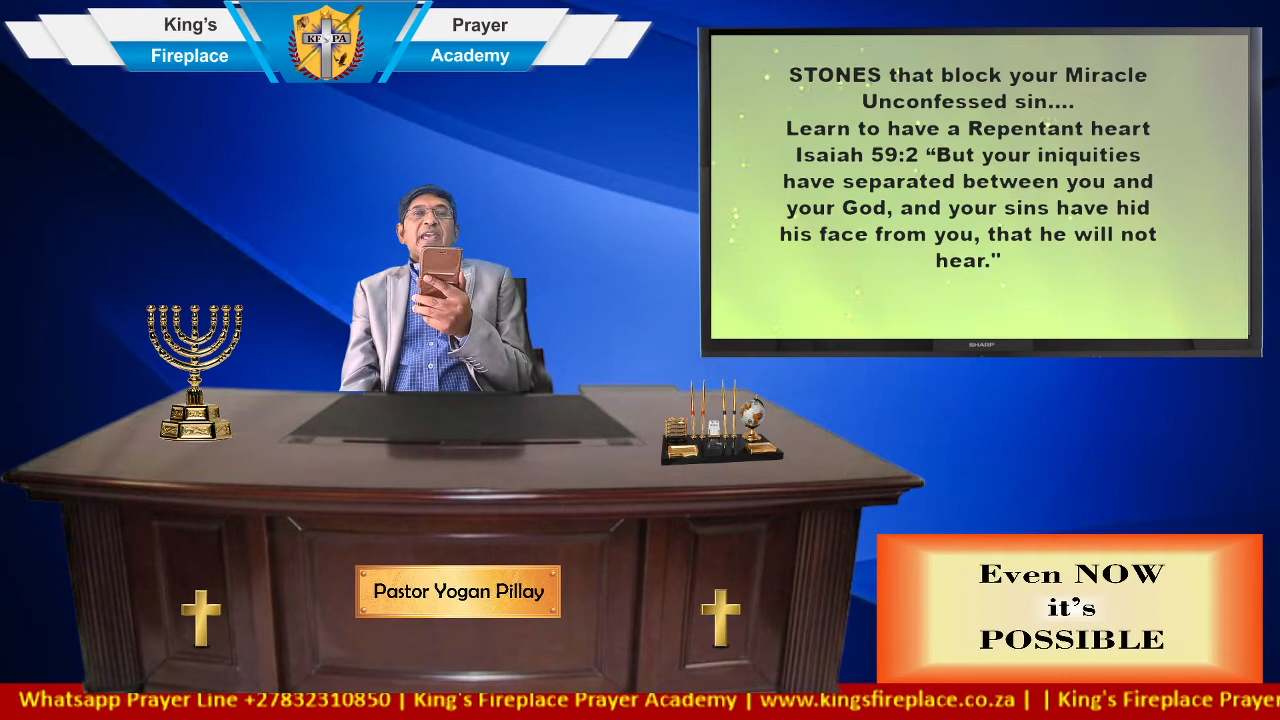 King's
Prayer
Fireplace
Academy
KF PA
STONES that block your Miracle
Unconfessed sin....
Learn to have a Repentant heart
Isaiah 59:2 “But your iniquities
have separated between you and
your God, and your sins have hid
his face from you, that he will not
hear."
SHARP
Pastor Yogan Pillay
Even NOW
it's
POSSIBLE
Whatsapp Prayer Line +27832310850 | King's Fireplace Prayer Academy | www.kingsfireplace.co.za | | King's Fireplace Prayer